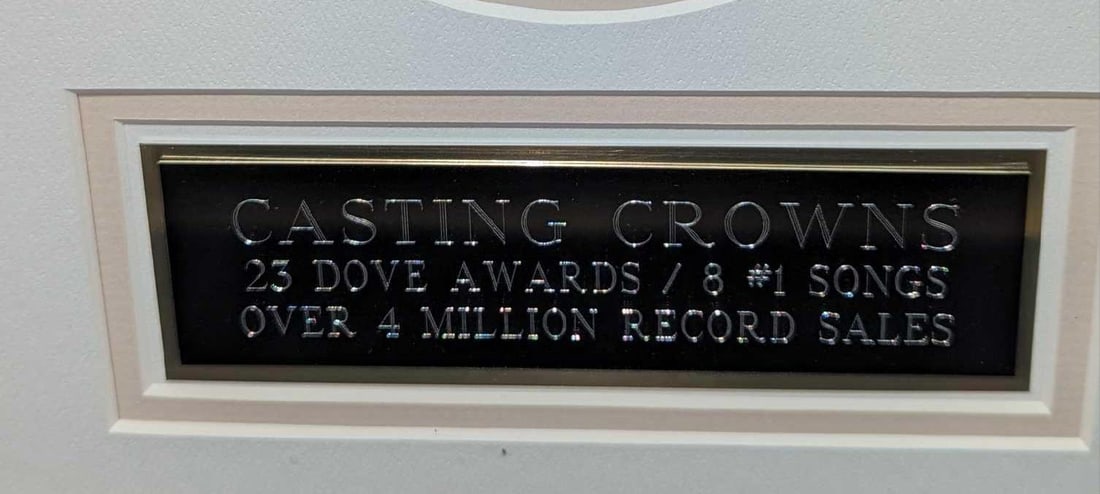 CASTING CROWNS
23 DOVE AWARDS / 8 #1 SONGS
OVER 4 MILLION RECORD SALES